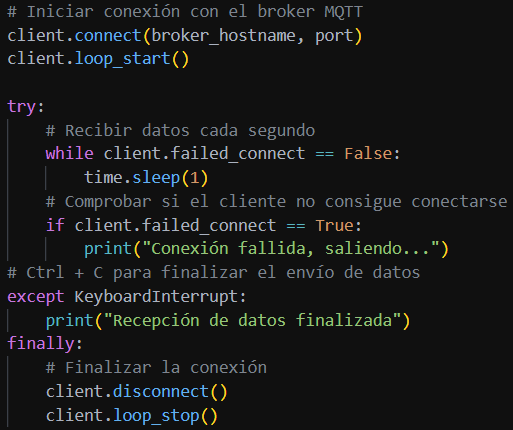 # Iniciar conexión con el broker MQTT
client.connect(broker_hostname, port)
client.loop_start()

try:
    # Recibir datos cada segundo
    while client.failed_connect == False:
        time.sleep(1)
    # Comprobar si el cliente no consigue conectarse
    if client.failed_connect == True:
        print("Conexión fallida, saliendo...")
# Ctrl + C para finalizar el envío de datos
except KeyboardInterrupt:
    print("Recepción de datos finalizada")
finally:
    # Finalizar la conexión
    client.disconnect()
    client.loop_stop()